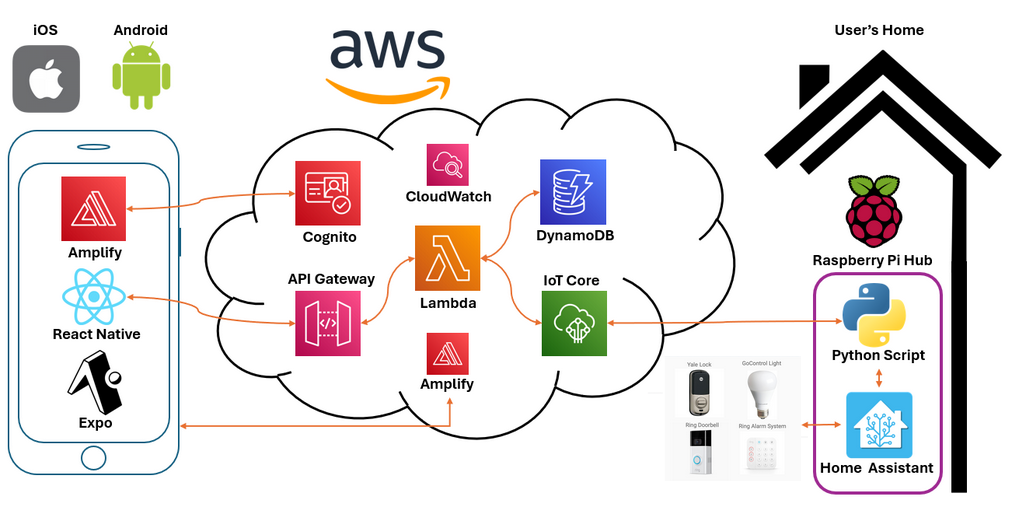 iOS
Android
aws
User's Home
CloudWatch
Cognito
DynamoDB
Amplify
Raspberry Pi Hub
API Gateway
IoT Core
Lambda
React Native
Python Script
Yale Lock
GoControl Light
Amplify
Expo
Ring Doorbell
Ring Alarm System
Home Assistant